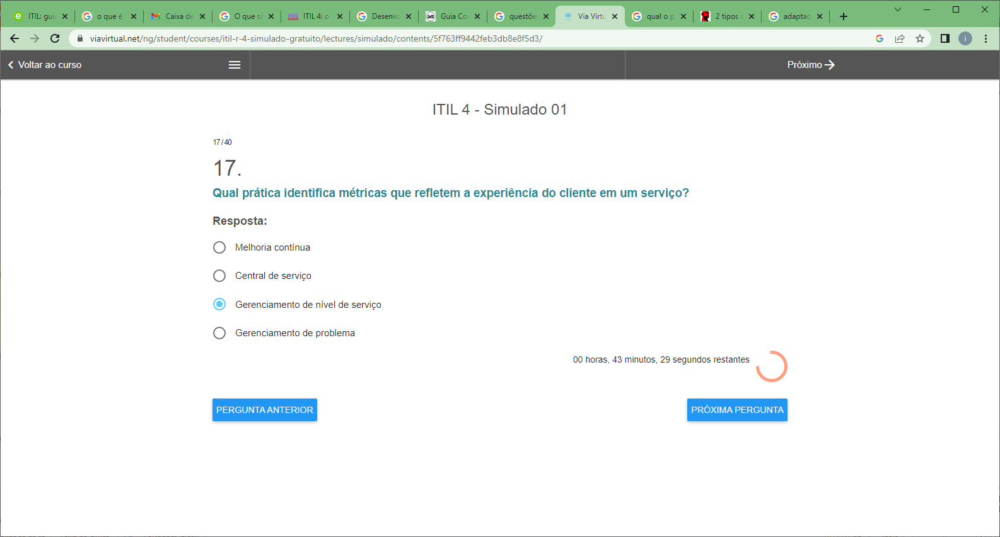 ITIL: guia
o que é
Caixa de
O que sã
ITIL 4: o
Desenvo
Guia Co
questões
Via Virtu
qual o p
2 tipos
adaptad
viavirtual.net/ng/student/courses/itil-r-4-simulado-gratuito/lectures/simulado/contents/5f763ff9442feb3db8e8f5d3/
i
Voltar ao curso
Próximo
ITIL 4 - Simulado 01
17/40
17.
Qual prática identifica métricas que refletem a experiência do cliente em um serviço?
Resposta:
Melhoria contínua
Central de serviço
Gerenciamento de nível de serviço
Gerenciamento de problema
00 horas, 43 minutos, 29 segundos restantes
PERGUNTA ANTERIOR
PRÓXIMA PERGUNTA